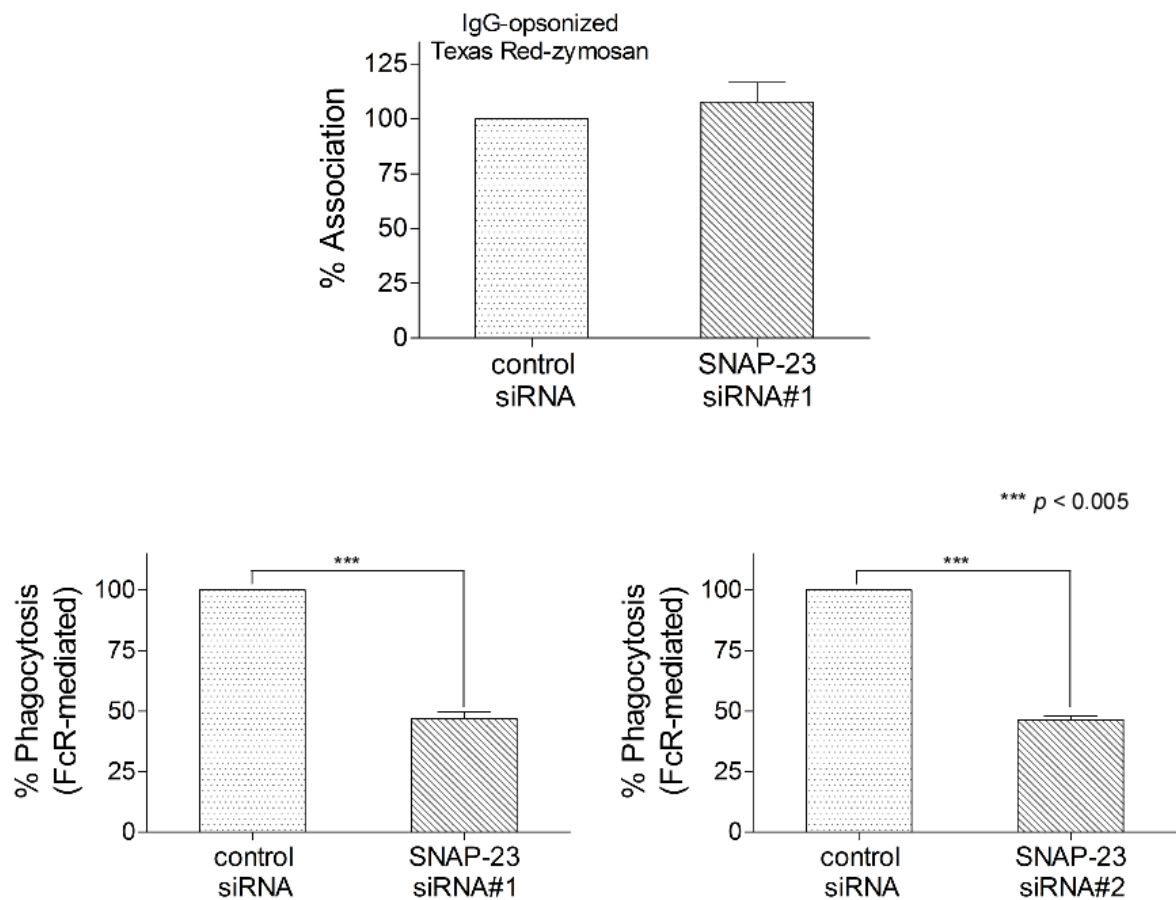 IgG-opsonized
Texas Red-zymosan
% Association
125
100
75
50
25
0
control
siRNA
SNAP-23
siRNA#1
*** p < 0.005
% Phagocytosis
(FcR-mediated)
100
75
50
25
0
***
control
siRNA
SNAP-23
siRNA#1
% Phagocytosis
(FcR-mediated)
100
75
50
25
0
***
control
siRNA
SNAP-23
siRNA#2